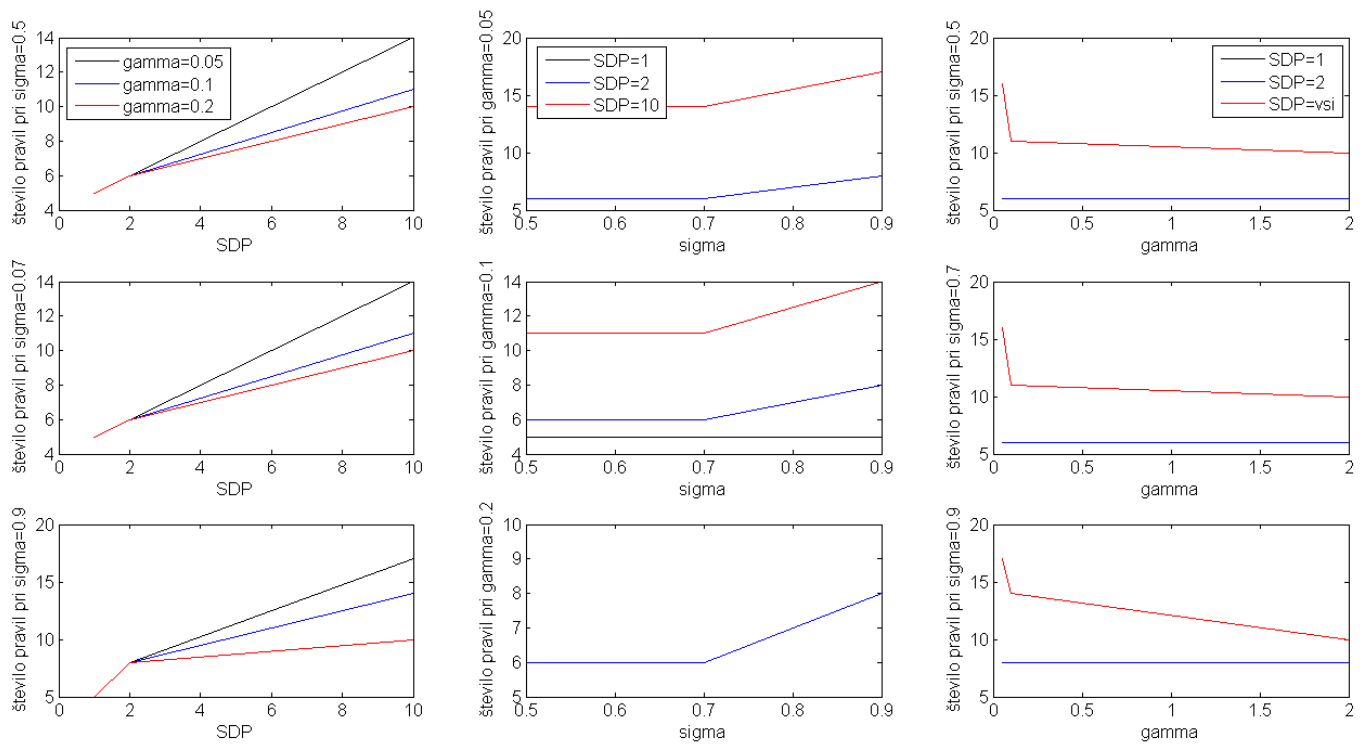 število pravil pri sigma=0.5
14
12
10
8
6
4
gamma=0.05
gamma=0.1
gamma=0.2
0 2 4 6 8 10
SDP
število pravil pri gamma=0.05
20
15
10
5
SDP=1
SDP=2
SDP=10
0.5 0.6 0.7 0.8 0.9
sigma
število pravil pri sigma=0.5
20
15
10
5
SDP=1
SDP=2
SDP=vsi
0 0.5 1 1.5 2
gamma
število pravil pri sigma=0.07
14
12
10
8
6
4
0 2 4 6 8 10
SDP
število pravil pri gamma=0.1
14
12
10
8
6
4
0.5 0.6 0.7 0.8 0.9
sigma
število pravil pri sigma=0.7
20
15
10
5
0 0.5 1 1.5 2
gamma
število pravil pri sigma=0.9
20
15
10
5
0 2 4 6 8 10
SDP
število pravil pri gamma=0.2
10
9
8
7
6
5
0.5 0.6 0.7 0.8 0.9
sigma
število pravil pri sigma=0.9
20
15
10
5
0 0.5 1 1.5 2
gamma